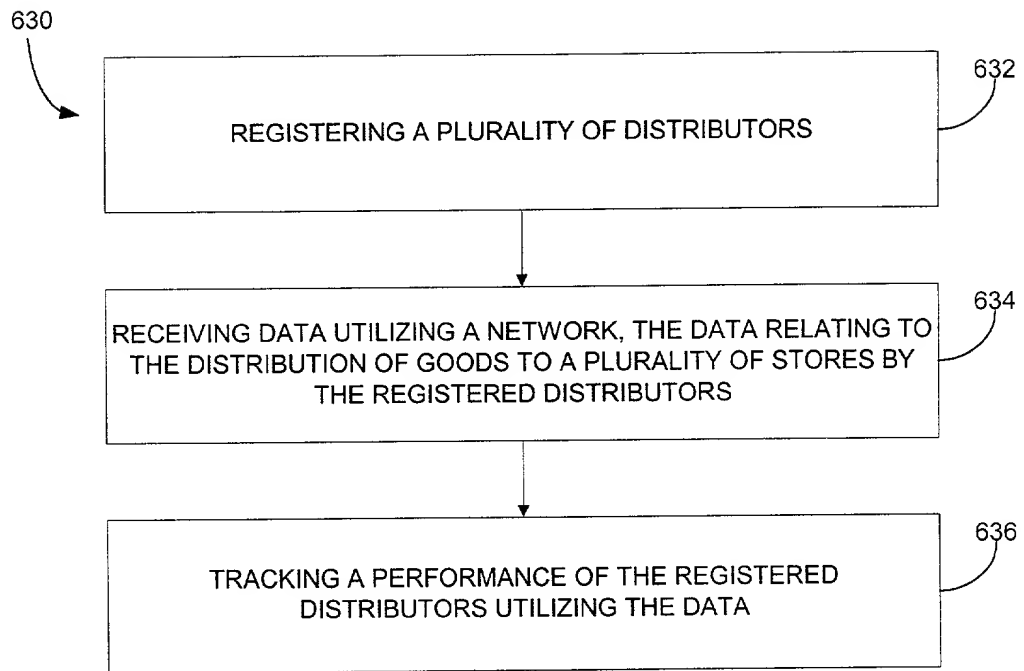 630
632
REGISTERING A PLURALITY OF DISTRIBUTORS
634
RECEIVING DATA UTILIZING A NETWORK, THE DATA RELATING TO
THE DISTRIBUTION OF GOODS TO A PLURALITY OF STORES BY
THE REGISTERED DISTRIBUTORS
636
TRACKING A PERFORMANCE OF THE REGISTERED
DISTRIBUTORS UTILIZING THE DATA